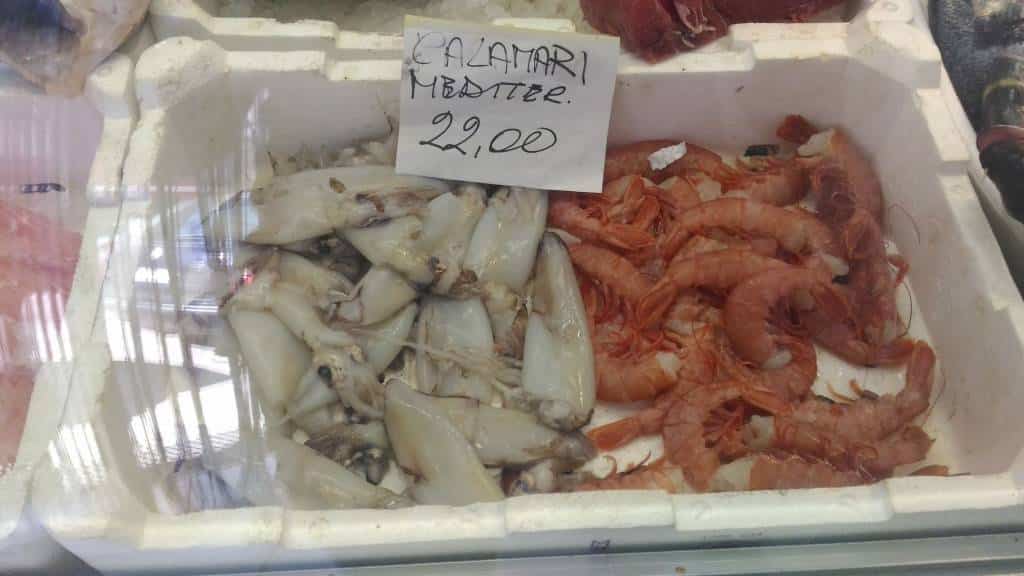 CALAMARI
MEDITER.
22,00